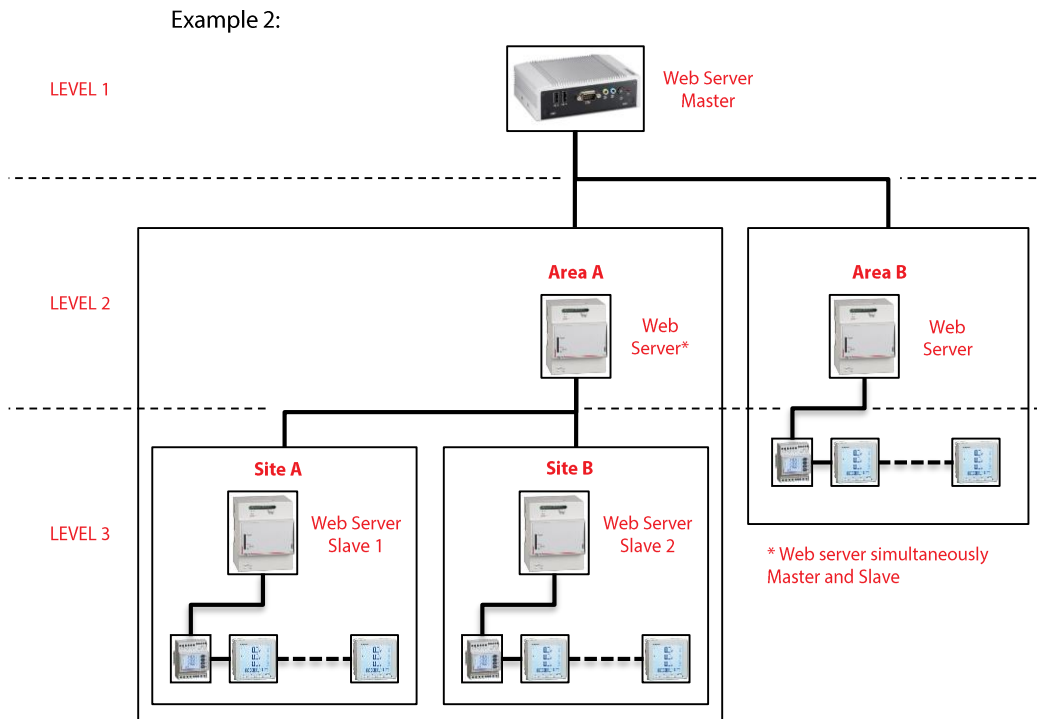 Example 2:
LEVEL 1
Web Server
Master
Area A
Area B
LEVEL 2
Web
Server*
Web
Server
Site A
Site B
LEVEL 3
Web Server
Slave 1
Web Server
Slave 2
* Web server simultaneously
Master and Slave